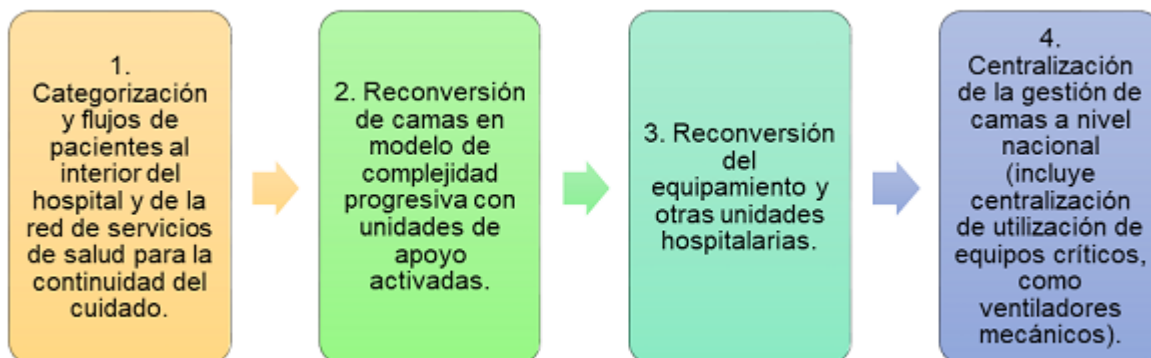 1.
Categorización
y flujos de
pacientes al
interior del
hospital y de la
red de servicios
de salud para la
continuidad del
cuidado.
2. Reconversión
de camas en
modelo de
complejidad
progresiva con
unidades de
apoyo
activadas.
3. Reconversión
del
equipamiento y
otras unidades
hospitalarias.
4.
Centralización
de la gestión de
camas a nivel
nacional
(incluye
centralización
de utilización de
equipos críticos,
como
ventiladores
mecánicos).